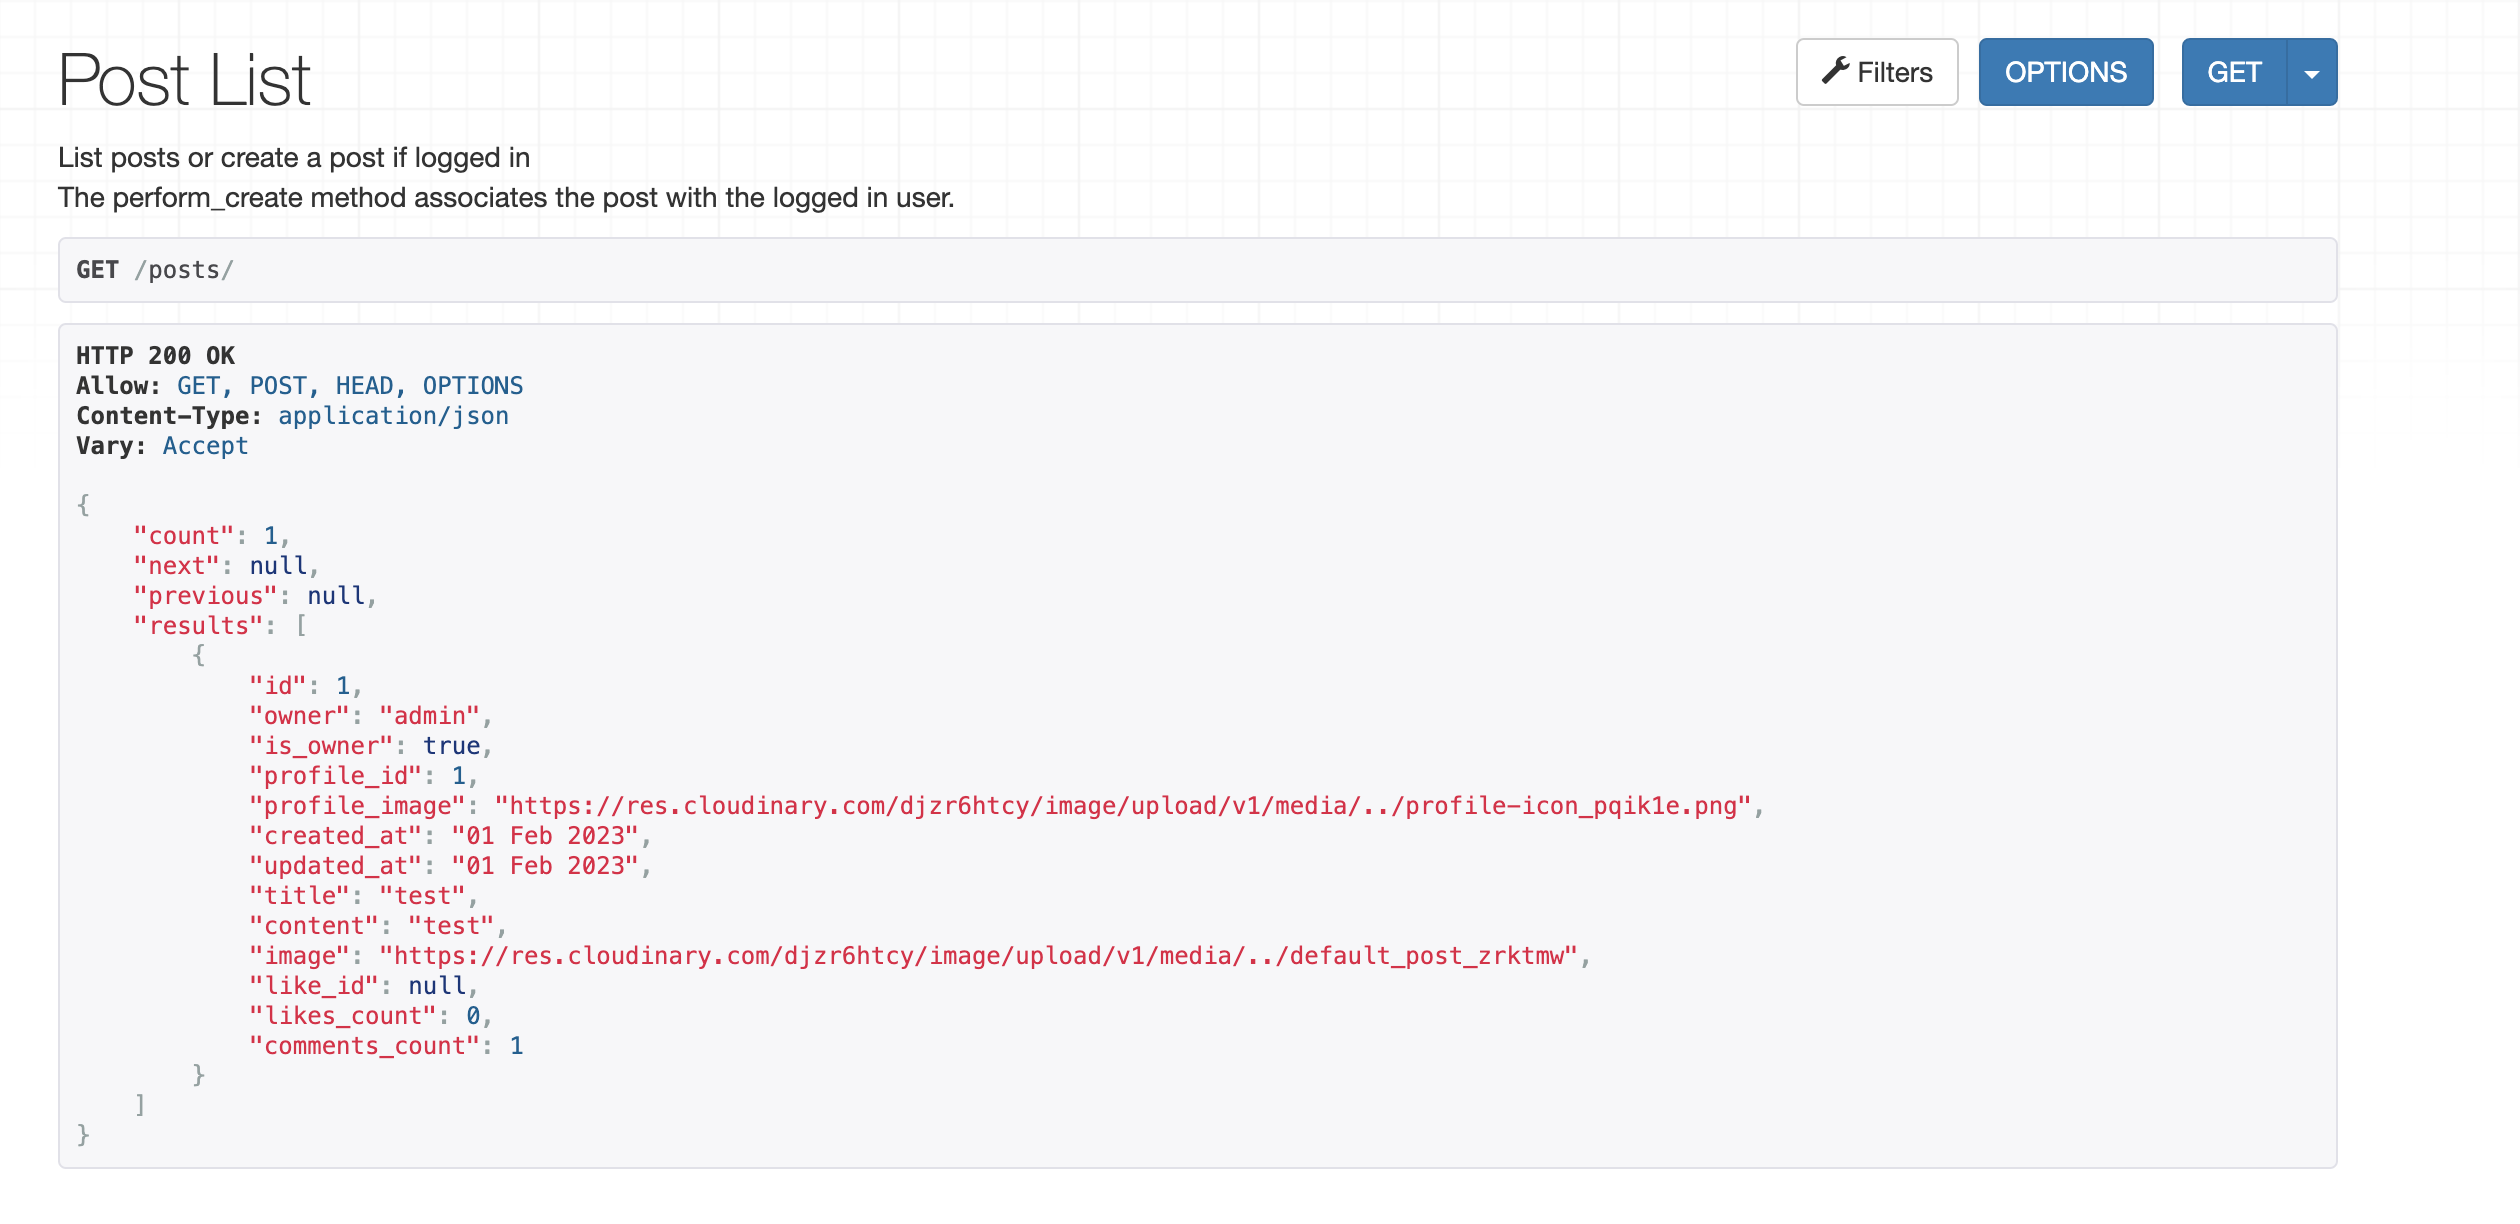 Post List
Filters
OPTIONS
GET
List posts or create a post if logged in
The perform_create method associates the post with the logged in user.
GET /posts/
HTTP 200 OK
Allow: GET, POST, HEAD, OPTIONS
Content-Type: application/json
Vary: Accept
{
    "count": 1,
    "next": null,
    "previous": null,
    "results": [
        {
            "id": 1,
            "owner": "admin",
            "is_owner": true,
            "profile_id": 1,
            "profile_image": "https://res.cloudinary.com/djzr6htcy/image/upload/v1/media/../profile-icon_pqik1e.png",
            "created_at": "01 Feb 2023",
            "updated_at": "01 Feb 2023",
            "title": "test",
            "content": "test",
            "image": "https://res.cloudinary.com/djzr6htcy/image/upload/v1/media/../default_post_zrktmw",
            "like_id": null,
            "likes_count": 0,
            "comments_count": 1
        }
    ]
}